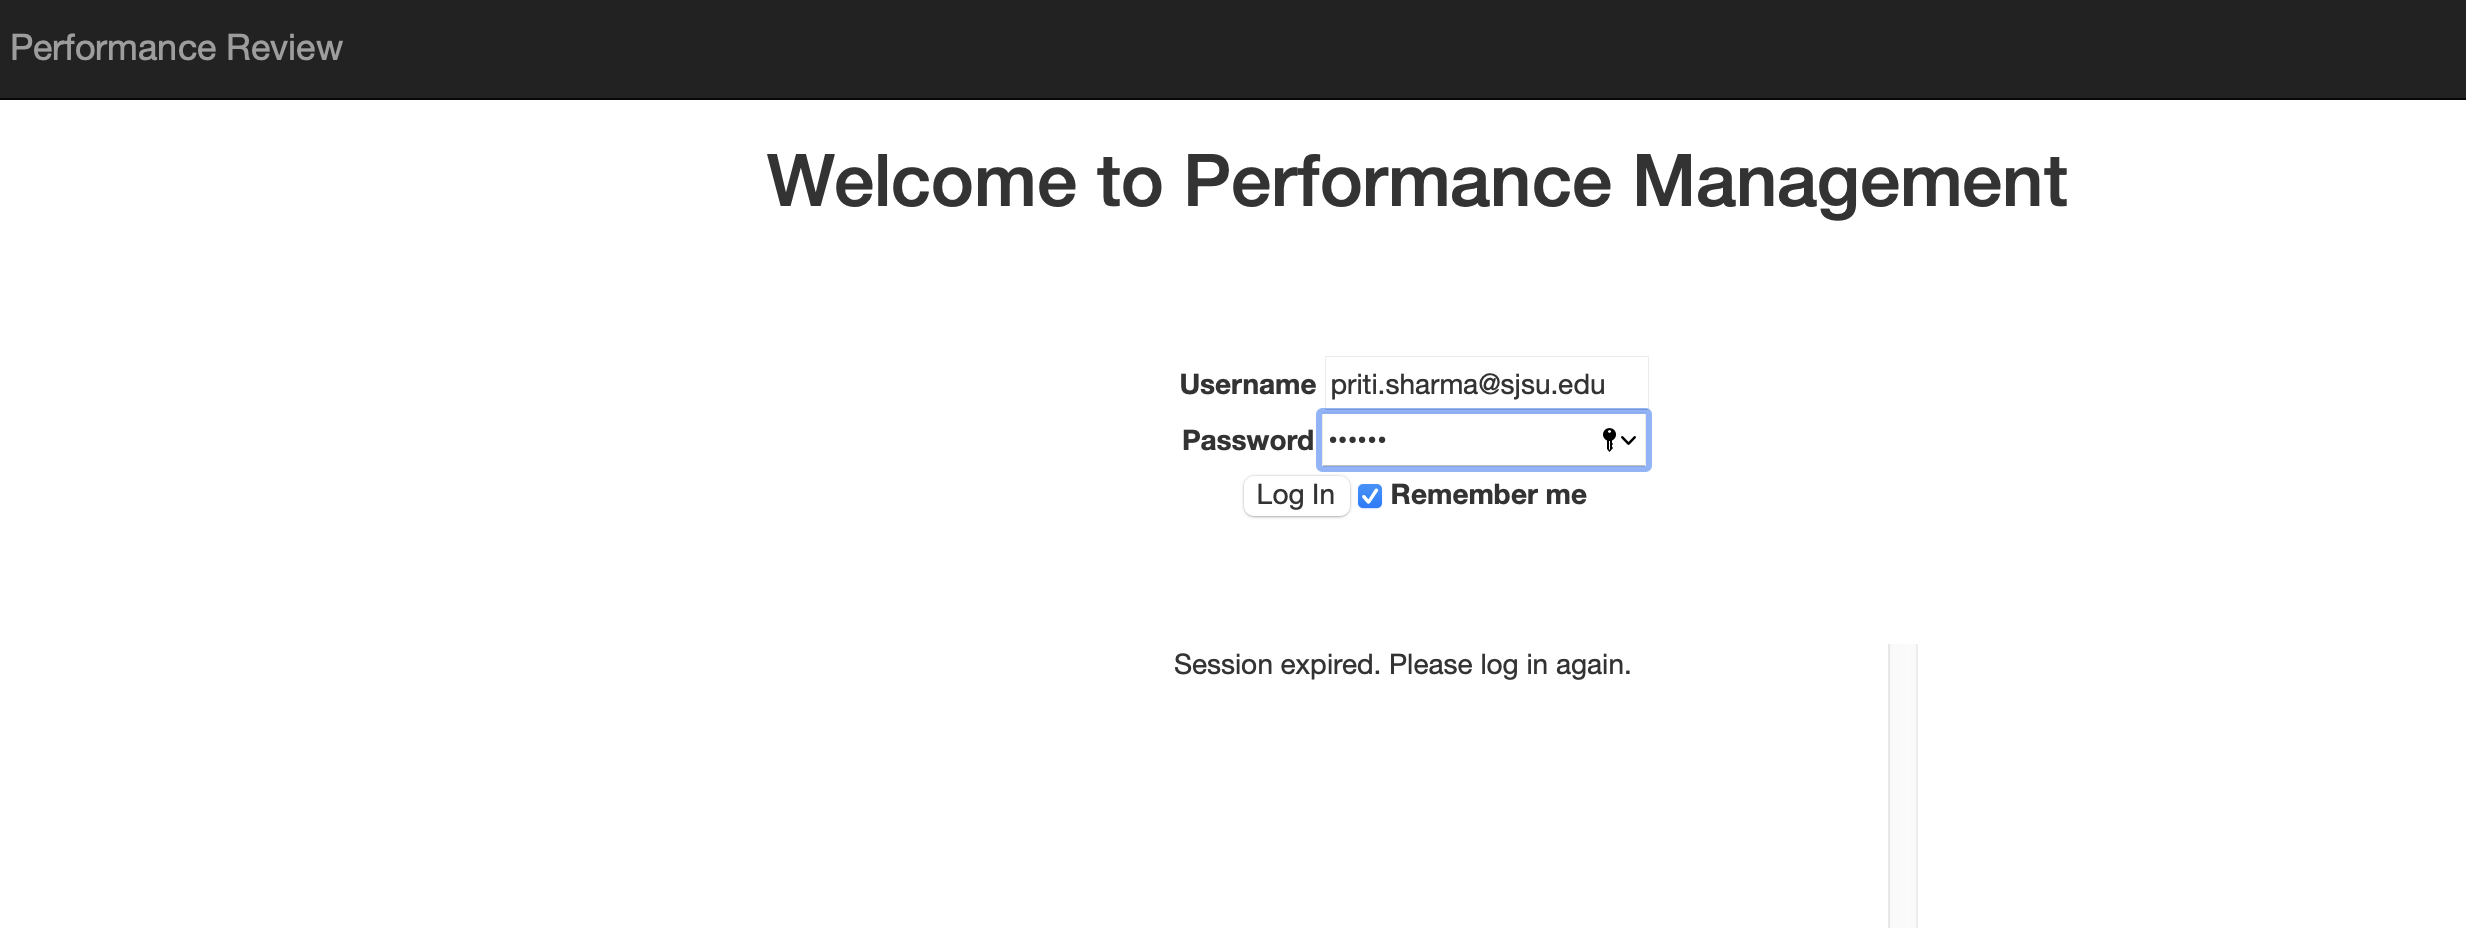 Performance Review
Welcome to Performance Management
Username priti.sharma@sjsu.edu
Password ••••••
Log In Remember me
Session expired. Please log in again.